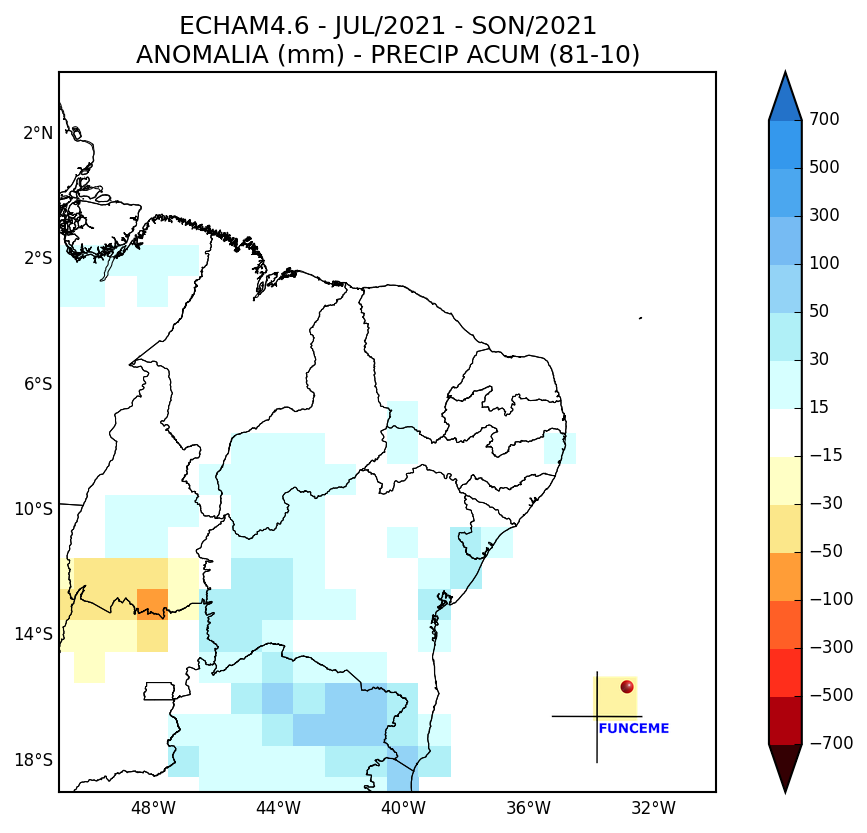 ECHAM4.6 - JUL/2021 - SON/2021
ANOMALIA (mm) - PRECIP ACUM (81-10)
2°N
2°S
6°S
10°S
14°S
18°S
48°W 44°W 40°W 36°W 32°W
700
500
300
100
50
30
15
−15
−30
−50
−100
−300
−500
−700
FUNCEME